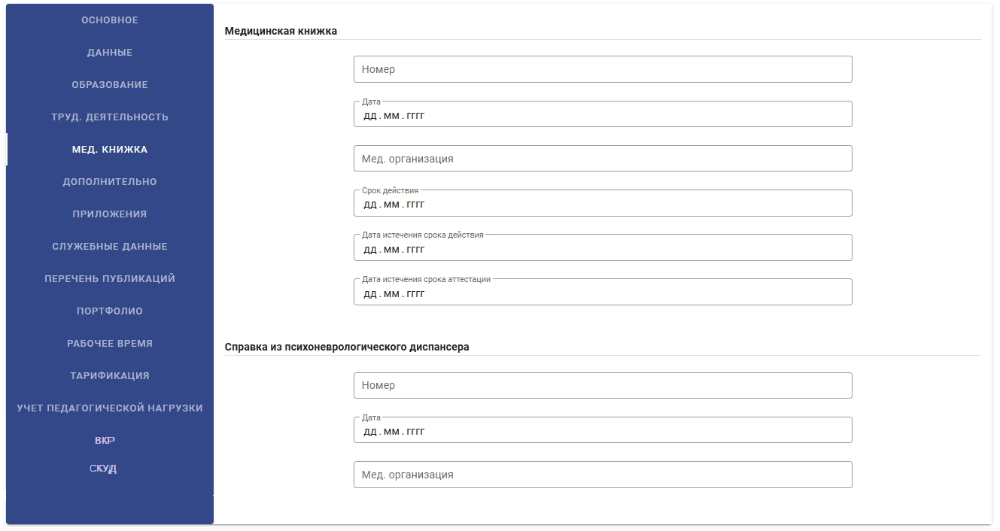 ОСНОВНОЕ
ДАННЫЕ
ОБРАЗОВАНИЕ
ТРУД. ДЕЯТЕЛЬНОСТЬ
МЕД. КНИЖКА
ДОПОЛНИТЕЛЬНО
ПРИЛОЖЕНИЯ
СЛУЖЕБНЫЕ ДАННЫЕ
ПЕРЕЧЕНЬ ПУБЛИКАЦИЙ
ПОРТФОЛИО
РАБОЧЕЕ ВРЕМЯ
ТАРИФИКАЦИЯ
УЧЕТ ПЕДАГОГИЧЕСКОЙ НАГРУЗКИ
ВКР
СКУД
Медицинская книжка
Номер
Дата
ДД . ММ . ГГГГ
Мед. организация
Срок действия
ДД . ММ . ГГГГ
Дата истечения срока действия
ДД . ММ . ГГГГ
Дата истечения срока аттестации
ДД . ММ . ГГГГ
Справка из психоневрологического диспансера
Номер
Дата
ДД . ММ . ГГГГ
Мед. организация